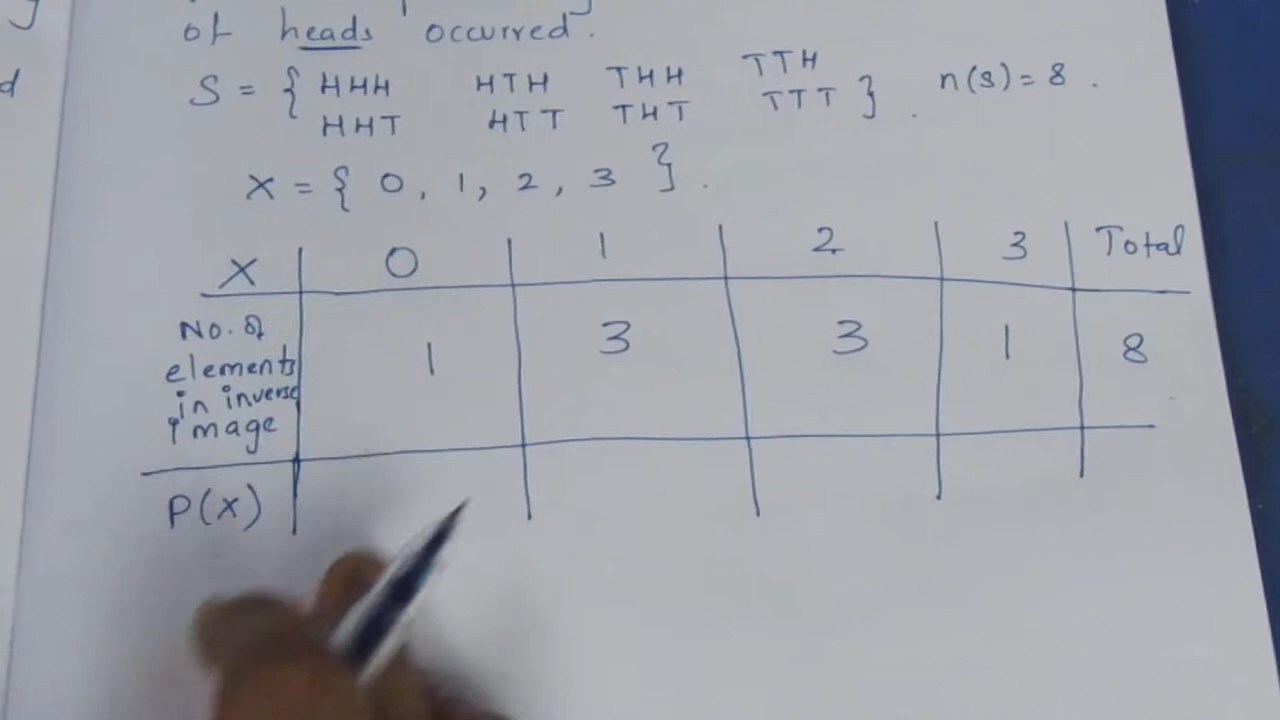 of heads occurred.
S = { HHH HTH THH TTH
HHT HTT THT TTT } . n(s) = 8 .
X = { 0, 1, 2, 3 } .
X 0 1 2 3 Total
No. of elements in inverse image 1 3 3 1 8
P(X)